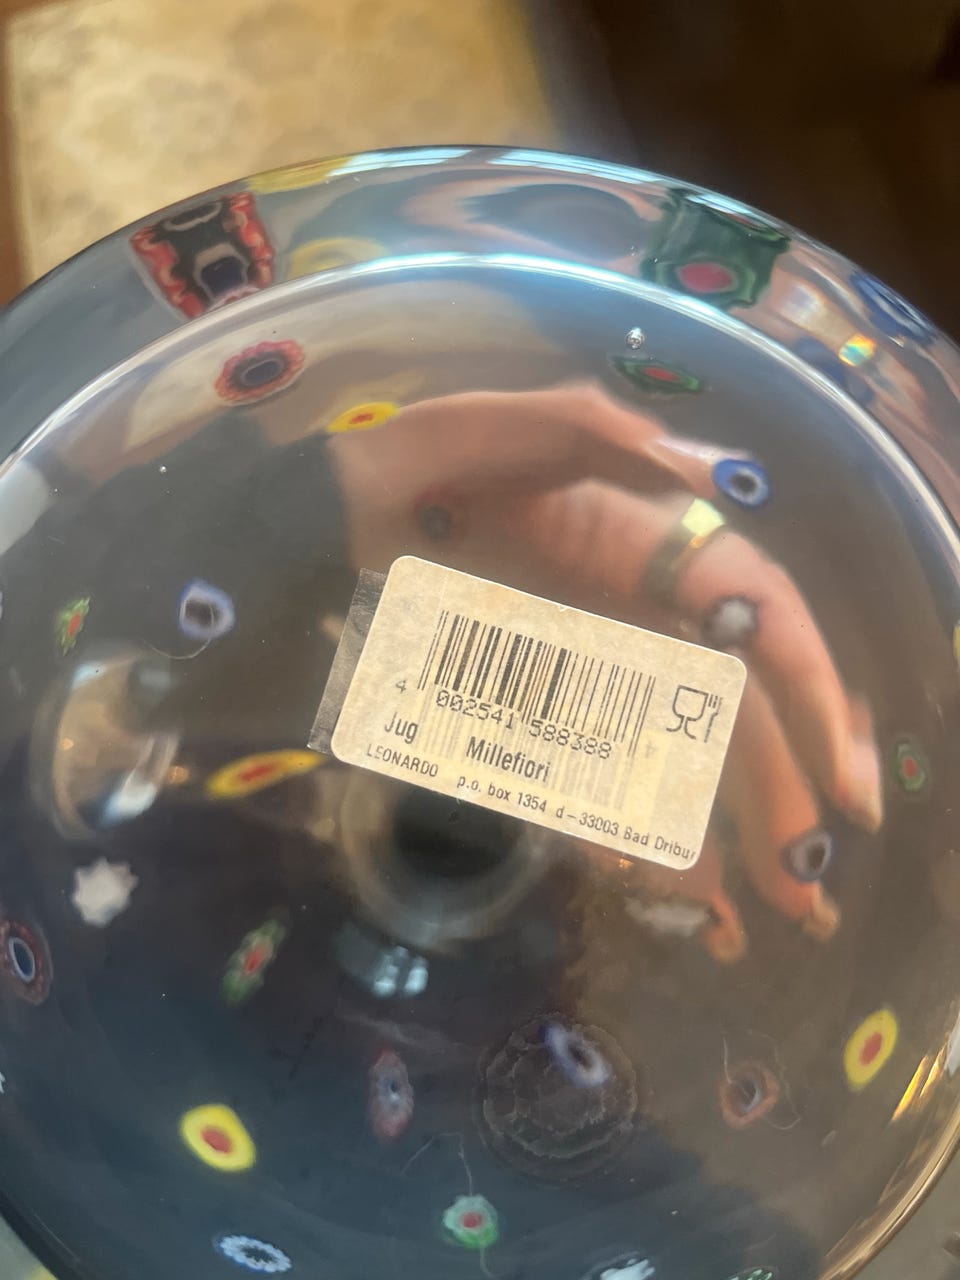 4 002541 588388
Jug Millefiori
LEONARDO p.o. box 1354 d-33003 Bad Dribur